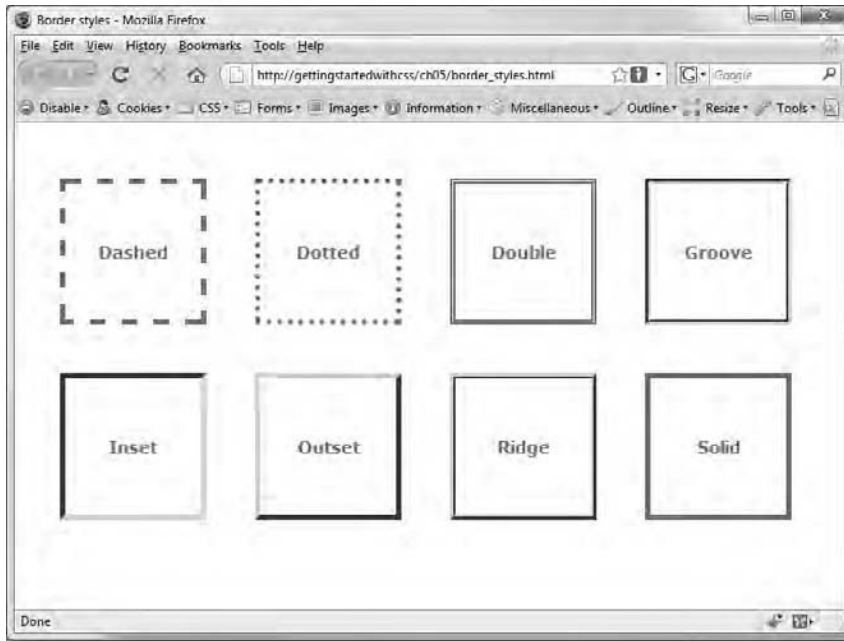 Border styles - Mozilla Firefox
File Edit View History Bookmarks Tools Help
http://gettingstartedwithcss/ch05/border_styles.html
G Google
Disable Cookies CSS Forms Images Information Miscellaneous Outline Resize Tools
Dashed Dotted Double Groove
Inset Outset Ridge Solid
Done